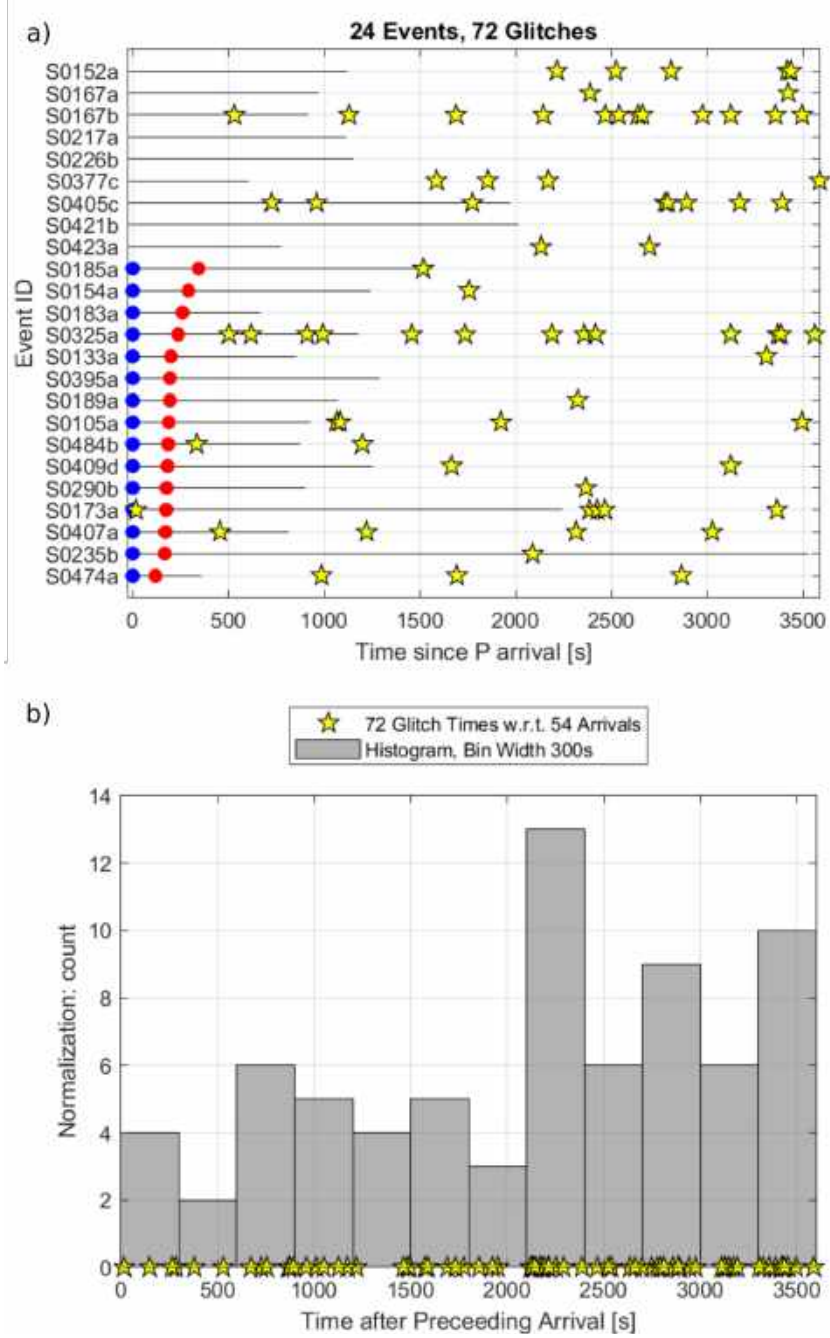 a)
24 Events, 72 Glitches
S0152a
S0167a
S0167b
S0217a
S0226b
S0377c
S0405c
S0421b
S0423a
S0185a
S0154a
S0183a
S0325a
S0133a
S0395a
S0189a
S0105a
S0484b
S0409d
S0290b
S0173a
S0407a
S0235b
S0474a
Event ID
0 500 1000 1500 2000 2500 3000 3500
Time since P arrival [s]
b)
72 Glitch Times w.r.t. 54 Arrivals
Histogram, Bin Width 300s
14
12
10
8
6
4
2
0
Normalization: count
0 500 1000 1500 2000 2500 3000 3500
Time after Preceeding Arrival [s]